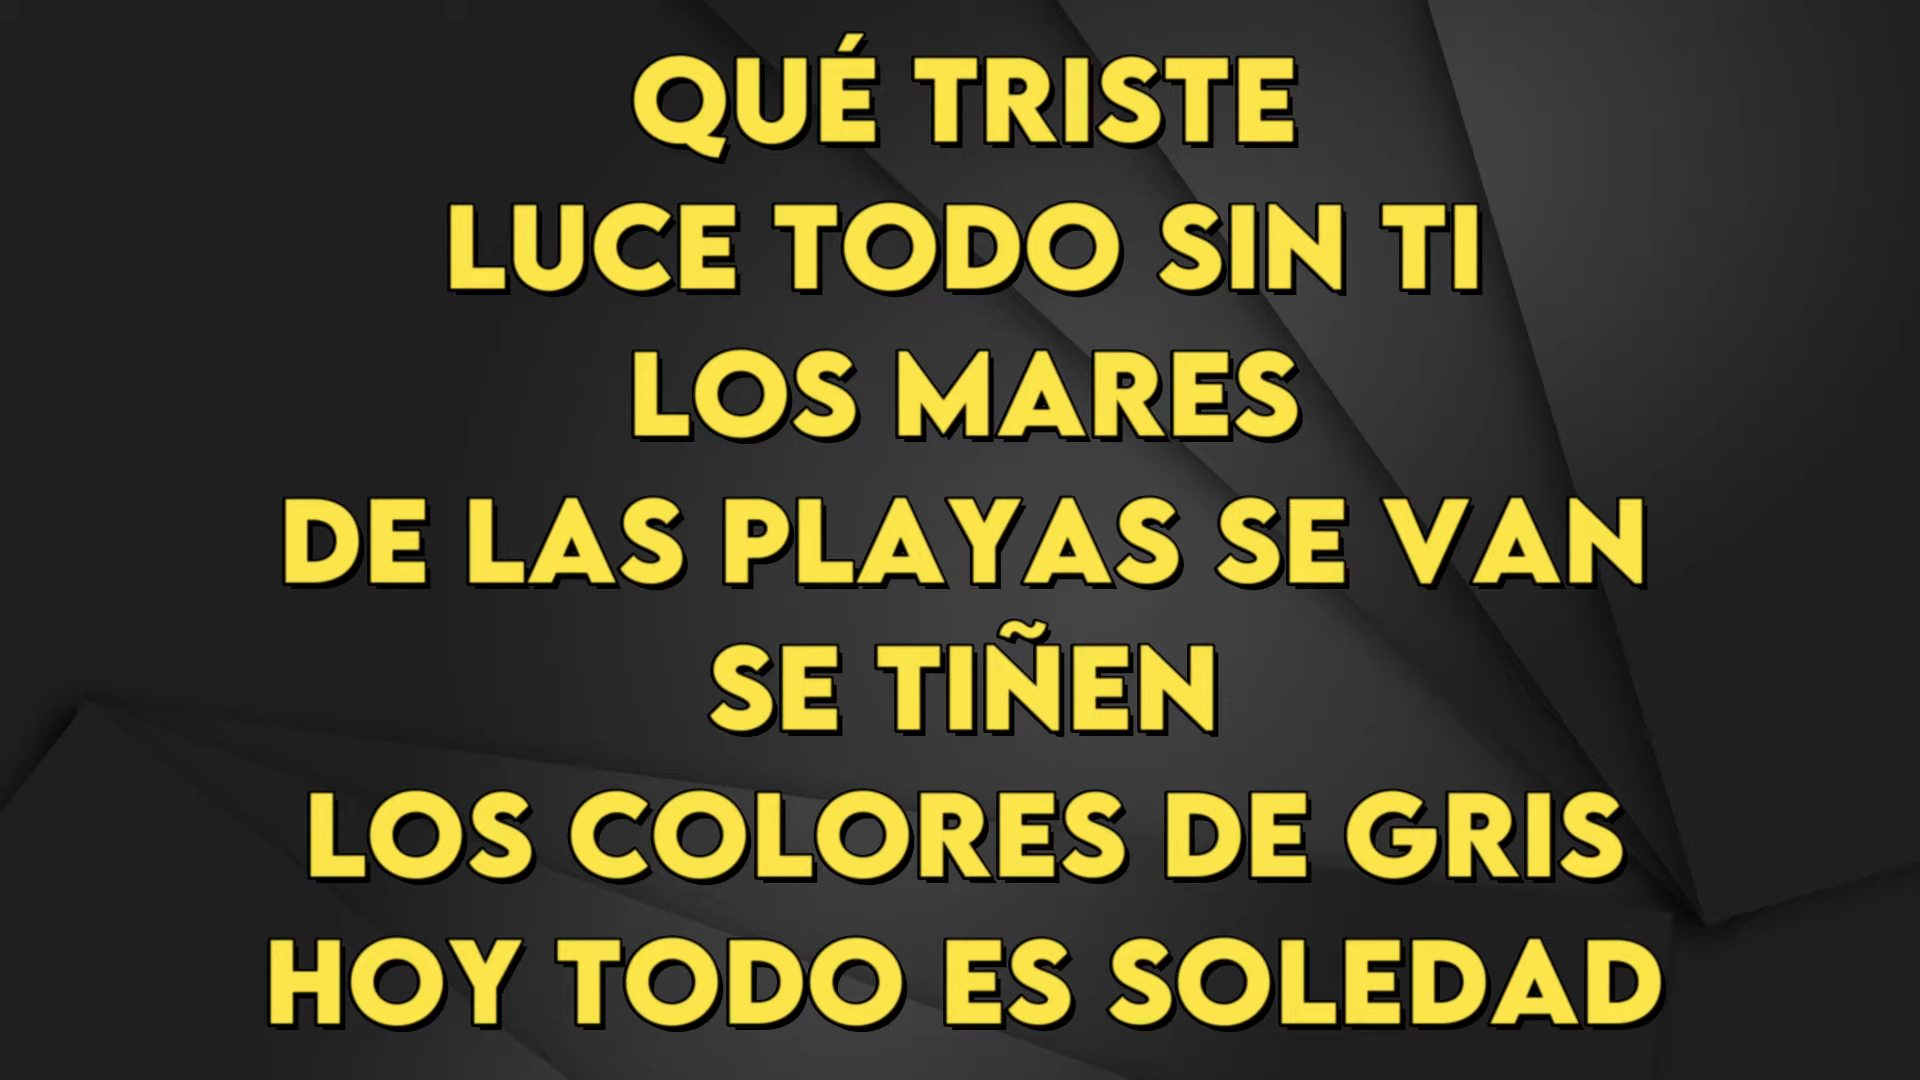 QUÉ TRISTE
LUCE TODO SIN TI
LOS MARES
DE LAS PLAYAS SE VAN
SE TIÑEN
LOS COLORES DE GRIS
HOY TODO ES SOLEDAD